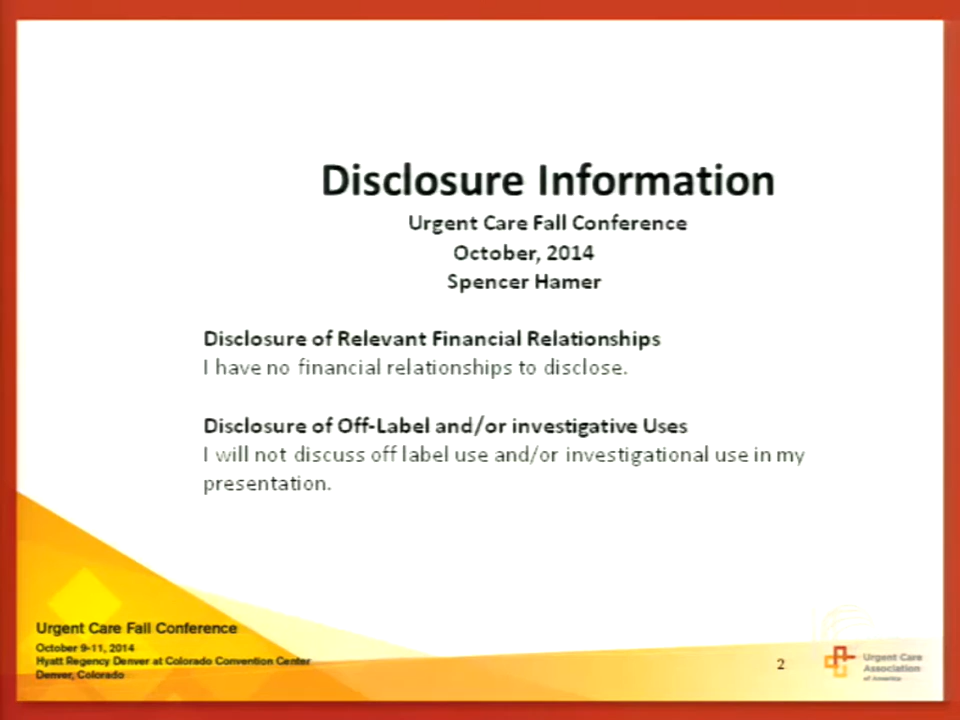 Disclosure Information
Urgent Care Fall Conference
October, 2014
Spencer Hamer
Disclosure of Relevant Financial Relationships
I have no financial relationships to disclose.
Disclosure of Off-Label and/or investigative Uses
I will not discuss off label use and/or investigational use in my
presentation.
Urgent Care Fall Conference
October 9-11, 2014
Hyatt Regency Denver at Colorado Convention Center
Denver, Colorado
2
Urgent Care
Association
of America